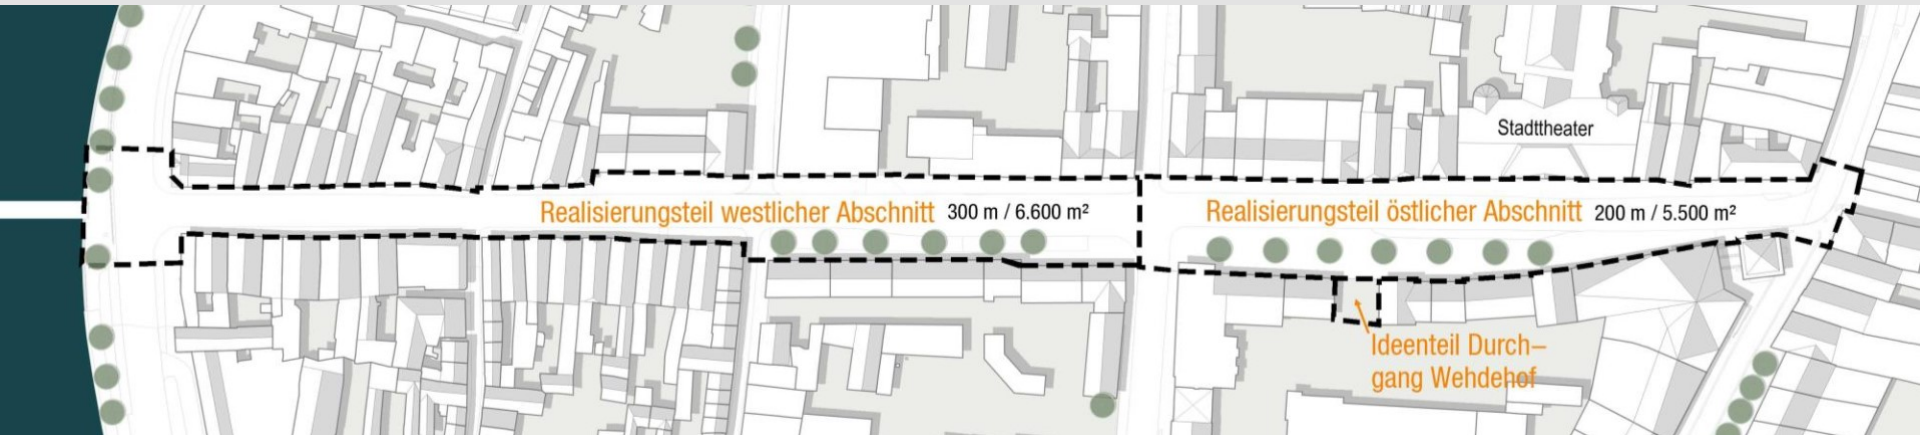 Stadttheater
Realisierungsteil westlicher Abschnitt 300 m / 6.600 m²
Realisierungsteil östlicher Abschnitt 200 m / 5.500 m²
Ideenteil Durch–
gang Wehdehof